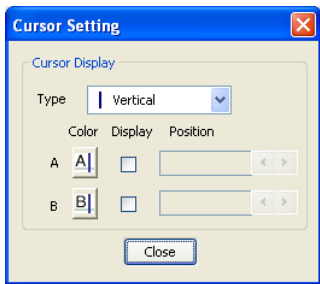 Cursor Setting
Cursor Display
Type Vertical
Color Display Position
A A
B B
Close